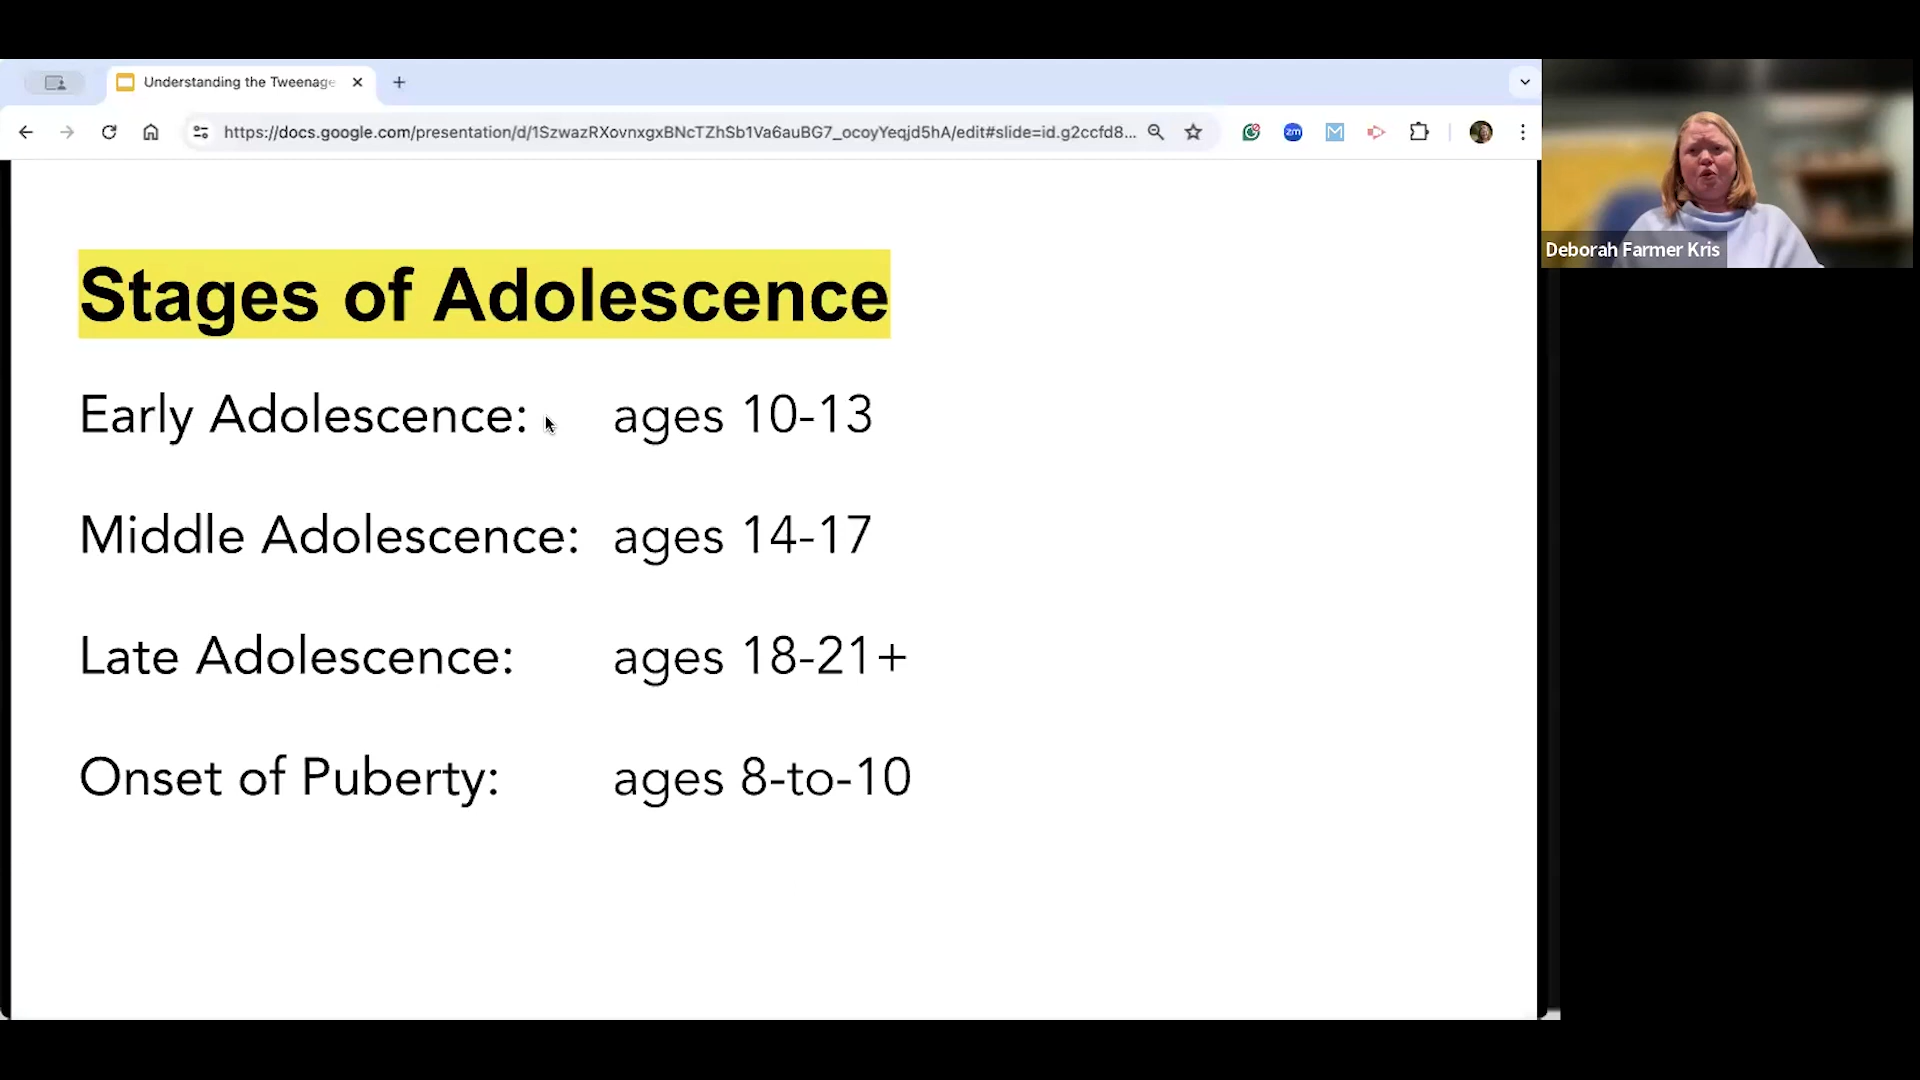 Understanding the Tweenage
https://docs.google.com/presentation/d/1SzwazRXovnxgxBNcTZhSb1Va6auBG7_ocoyYeqjd5hA/edit#slide=id.g2ccfd8...
zm
M
Deborah Farmer Kris
Stages of Adolescence
Early Adolescence: ages 10-13
Middle Adolescence: ages 14-17
Late Adolescence: ages 18-21+
Onset of Puberty: ages 8-to-10